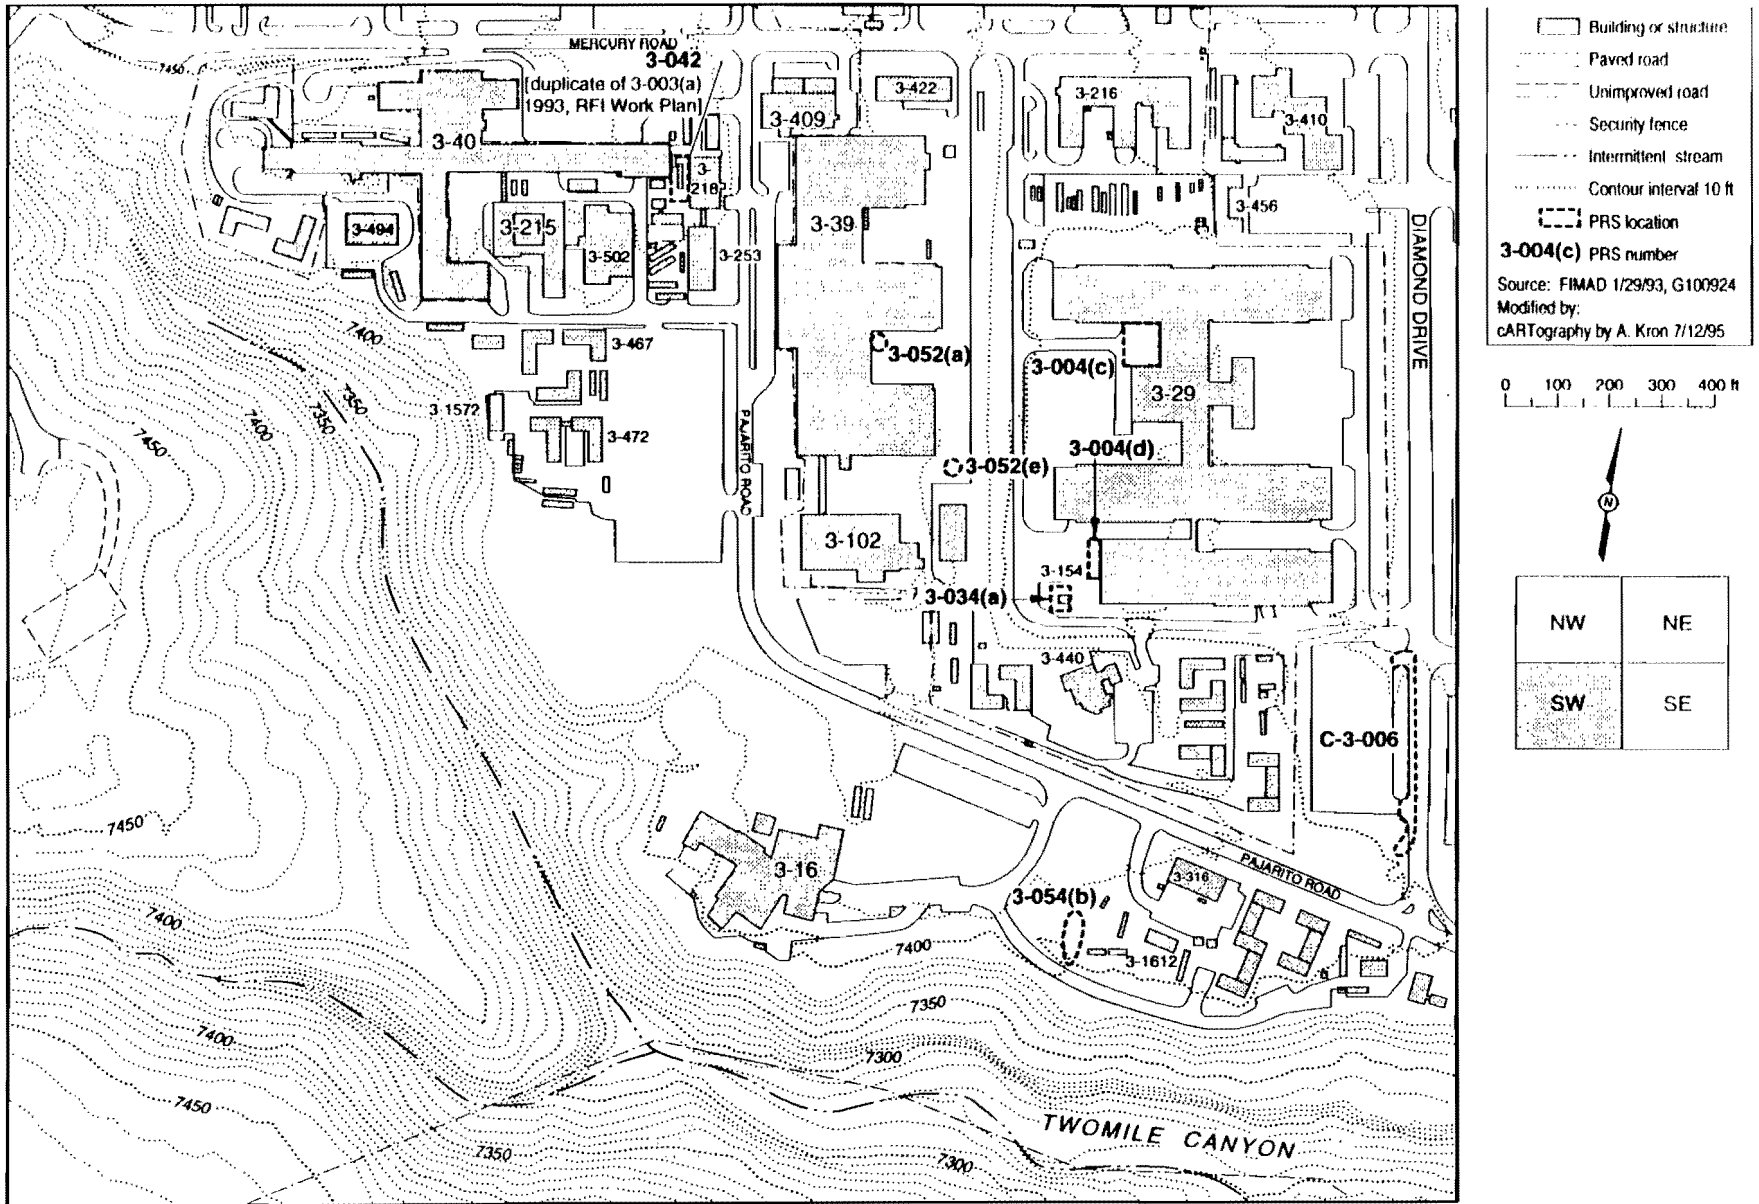 MERCURY ROAD
3-042
[duplicate of 3-003(a)
1993, RFI Work Plan]
7450
3-40
3-409
3-422
3-216
3-410
3-
218
3-494
3-215
3-502
3-253
3-39
3-456
DIAMOND DRIVE
7400
3-467
3-052(a)
3-004(c)
3-29
7350
7350
7400
7450
3-1572
3-472
PAJARITO ROAD
3-004(d)
3-052(e)
3-102
3-154
3-034(a)
3-440
C-3-006
7450
3-16
PAJARITO ROAD
3-316
3-054(b)
7400
7400
3-1612
7350
7400
7300
7450
TWOMILE CANYON
7350
7300
Building or structure
Paved road
Unimproved road
Security fence
Intermittent stream
Contour interval 10 ft
PRS location
3-004(c) PRS number
Source: FIMAD 1/29/93, G100924
Modified by:
cARTography by A. Kron 7/12/95
0 100 200 300 400 ft
N
NW NE
SW SE